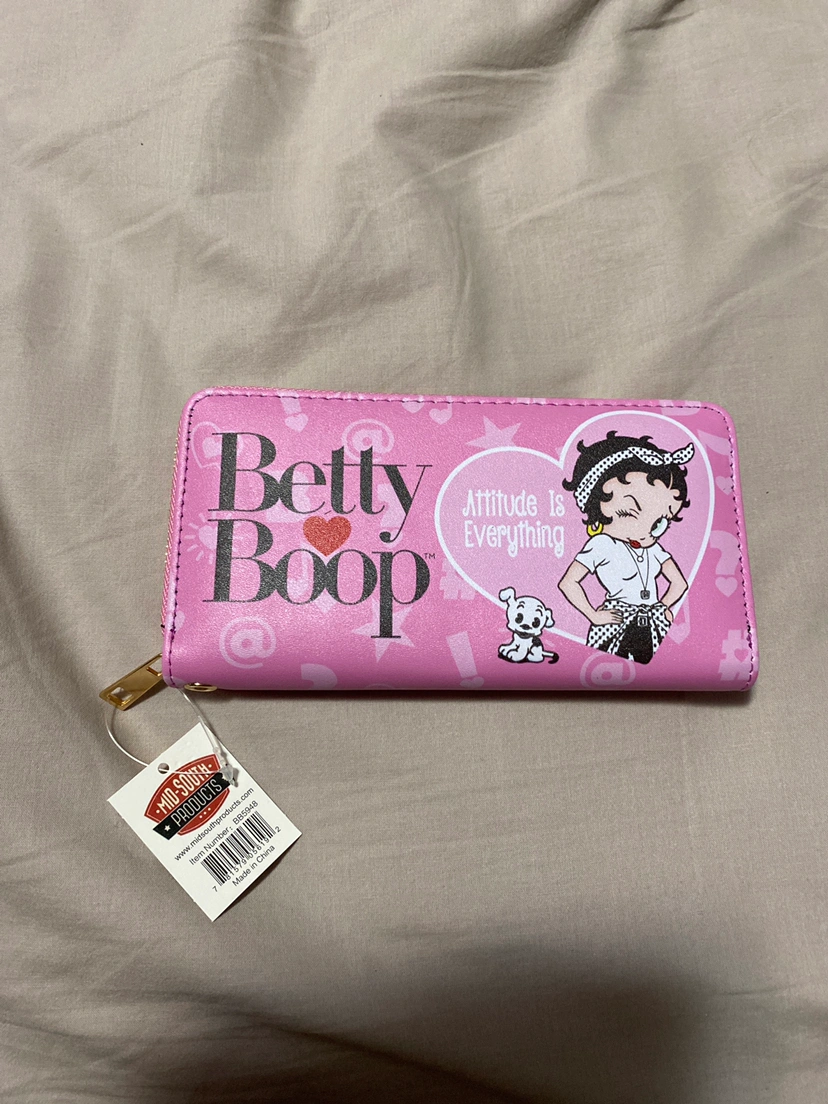 Betty
Boop™
Attitude Is
Everything
MID-SOUTH
PRODUCTS
www.midsouthproducts.com
Item Number: BB5948
Made in China